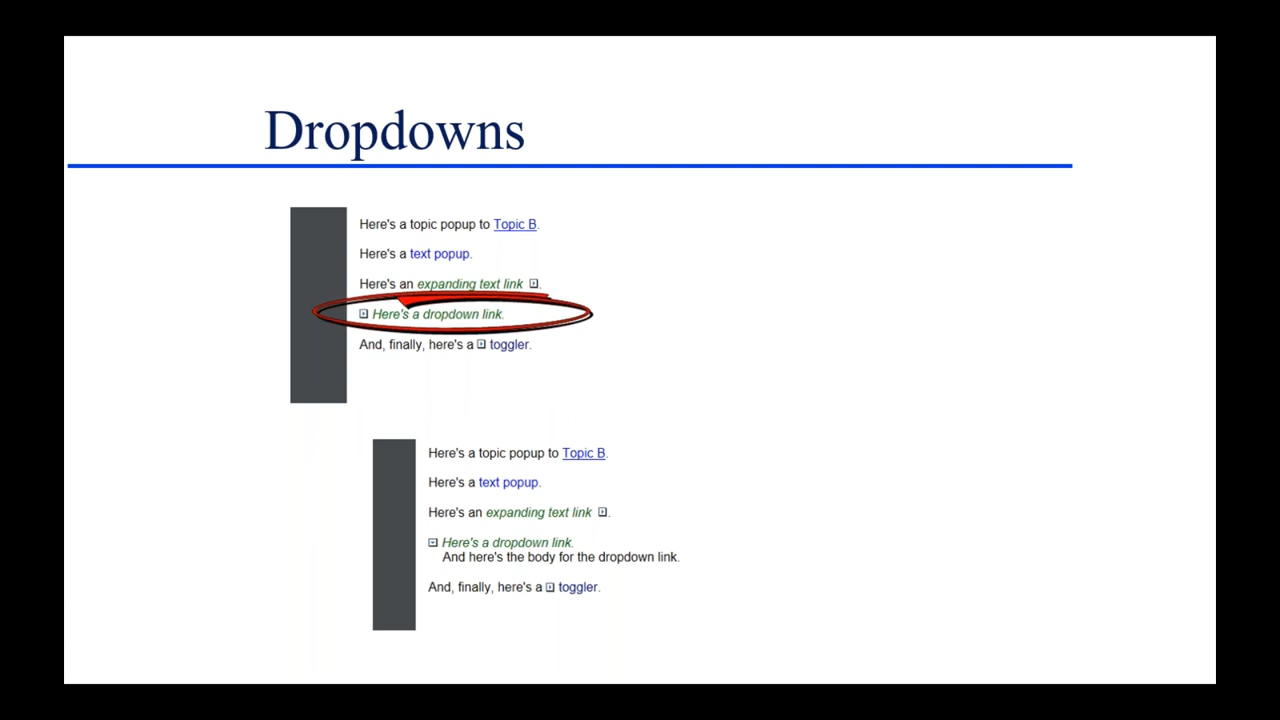 Dropdowns
Here's a topic popup to Topic B.
Here's a text popup.
Here's an expanding text link .
Here's a dropdown link.
And, finally, here's a toggler.
Here's a topic popup to Topic B.
Here's a text popup.
Here's an expanding text link .
Here's a dropdown link.
And here's the body for the dropdown link.
And, finally, here's a toggler.